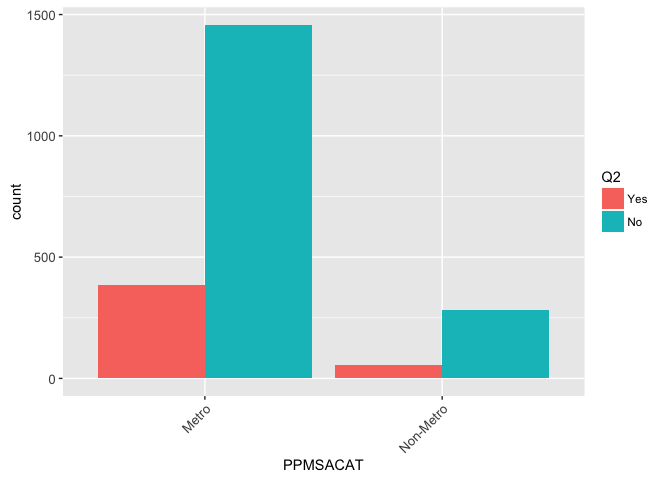 1500
1000
500
0
count
Metro
Non-Metro
PPMSACAT
Q2
Yes
No